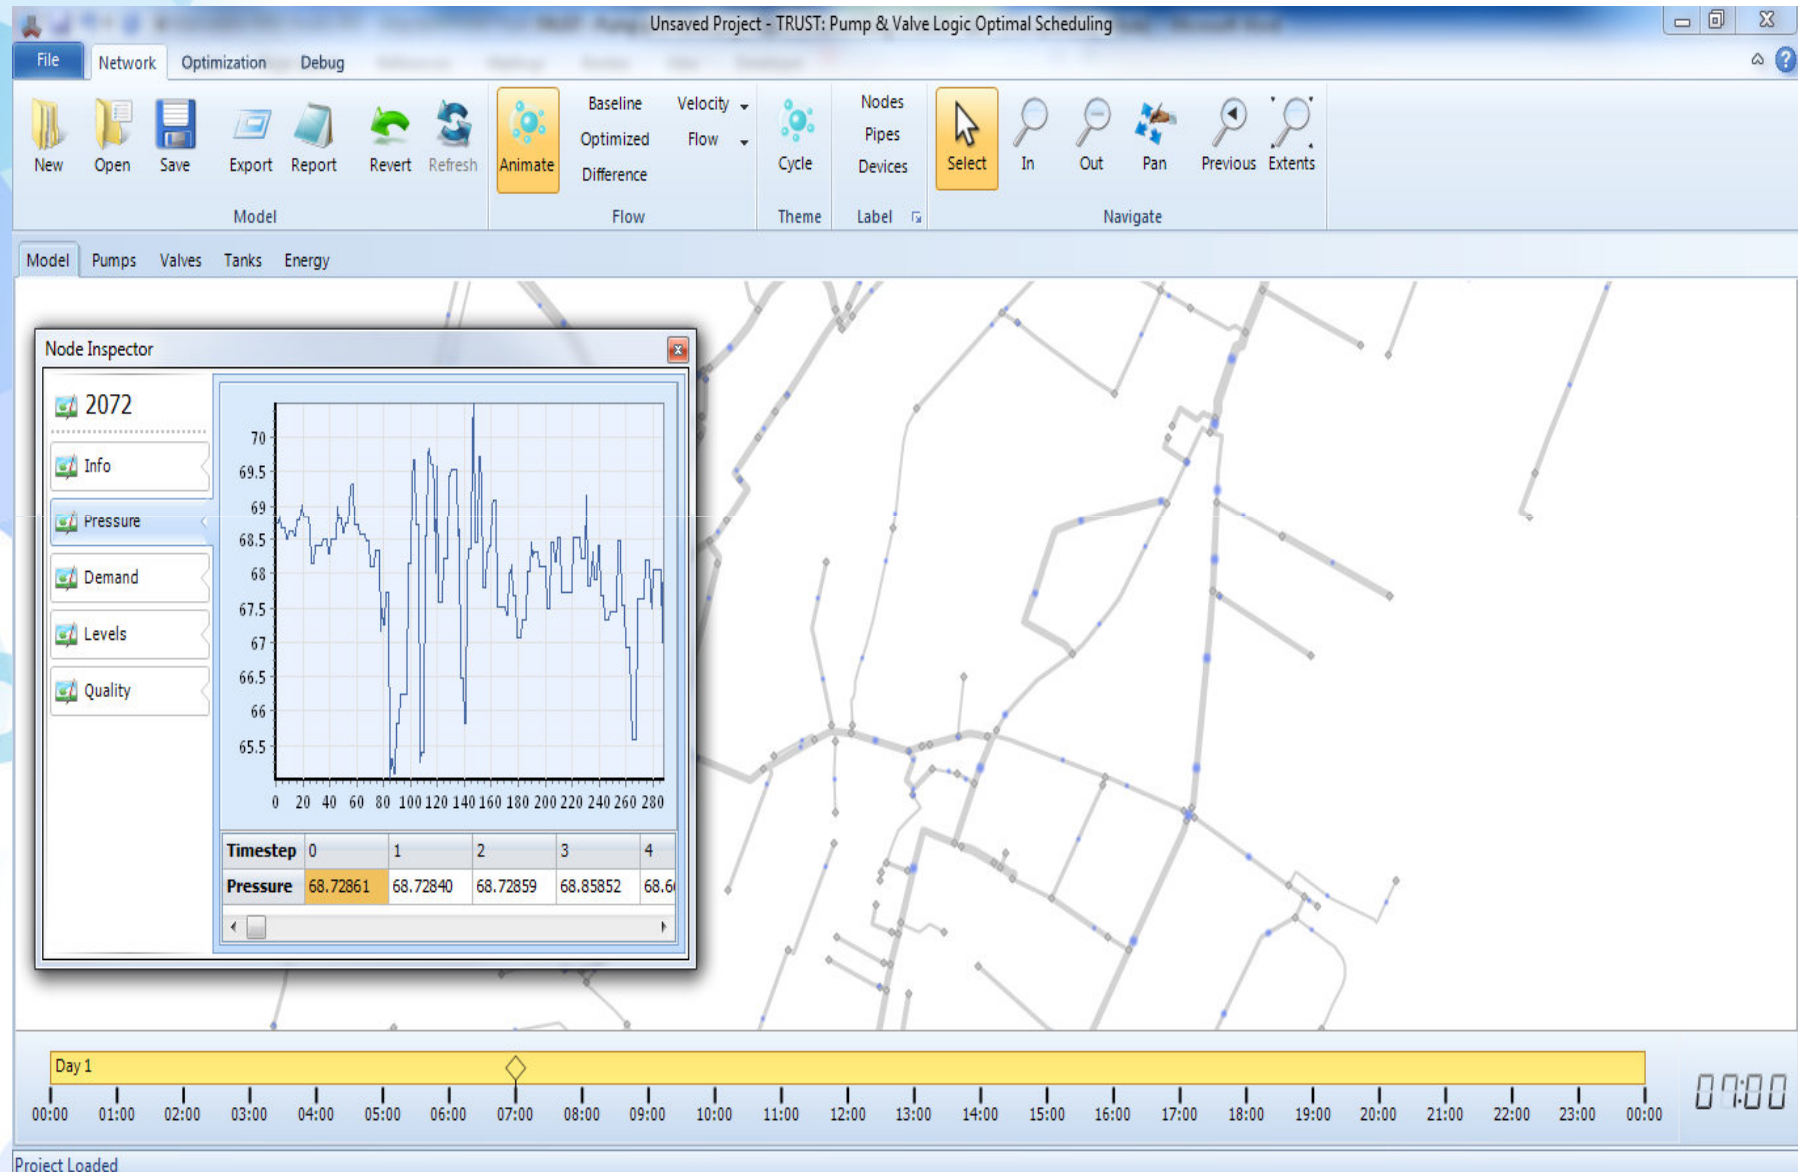 Unsaved Project - TRUST: Pump & Valve Logic Optimal Scheduling
File Network Optimization Debug
New Open Save Export Report Revert Refresh
Model
Animate
Baseline Velocity
Optimized Flow
Difference
Flow
Cycle
Theme
Nodes
Pipes
Devices
Label
Select In Out Pan Previous Extents
Navigate
Model Pumps Valves Tanks Energy
Node Inspector
2072
Info
Pressure
Demand
Levels
Quality
70
69.5
69
68.5
68
67.5
67
66.5
66
65.5
0 20 40 60 80 100 120 140 160 180 200 220 240 260 280
Timestep 0 1 2 3 4
Pressure 68.72861 68.72840 68.72859 68.85852
Day 1
00:00 01:00 02:00 03:00 04:00 05:00 06:00 07:00 08:00 09:00 10:00 11:00 12:00 13:00 14:00 15:00 16:00 17:00 18:00 19:00 20:00 21:00 22:00 23:00 00:00
07:00
Project Loaded